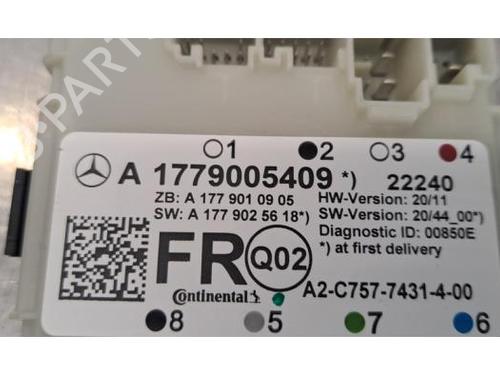 1 2 3 4
A 1779005409 *) 22240
ZB: A 177 901 09 05 HW-Version: 20/11
SW: A 177 902 56 18*) SW-Version: 20/44_00*)
Diagnostic ID: 00850E
*) at first delivery
FR Q02
Continental A2-C757-7431-4-00
8 5 7 6
B-PARTS